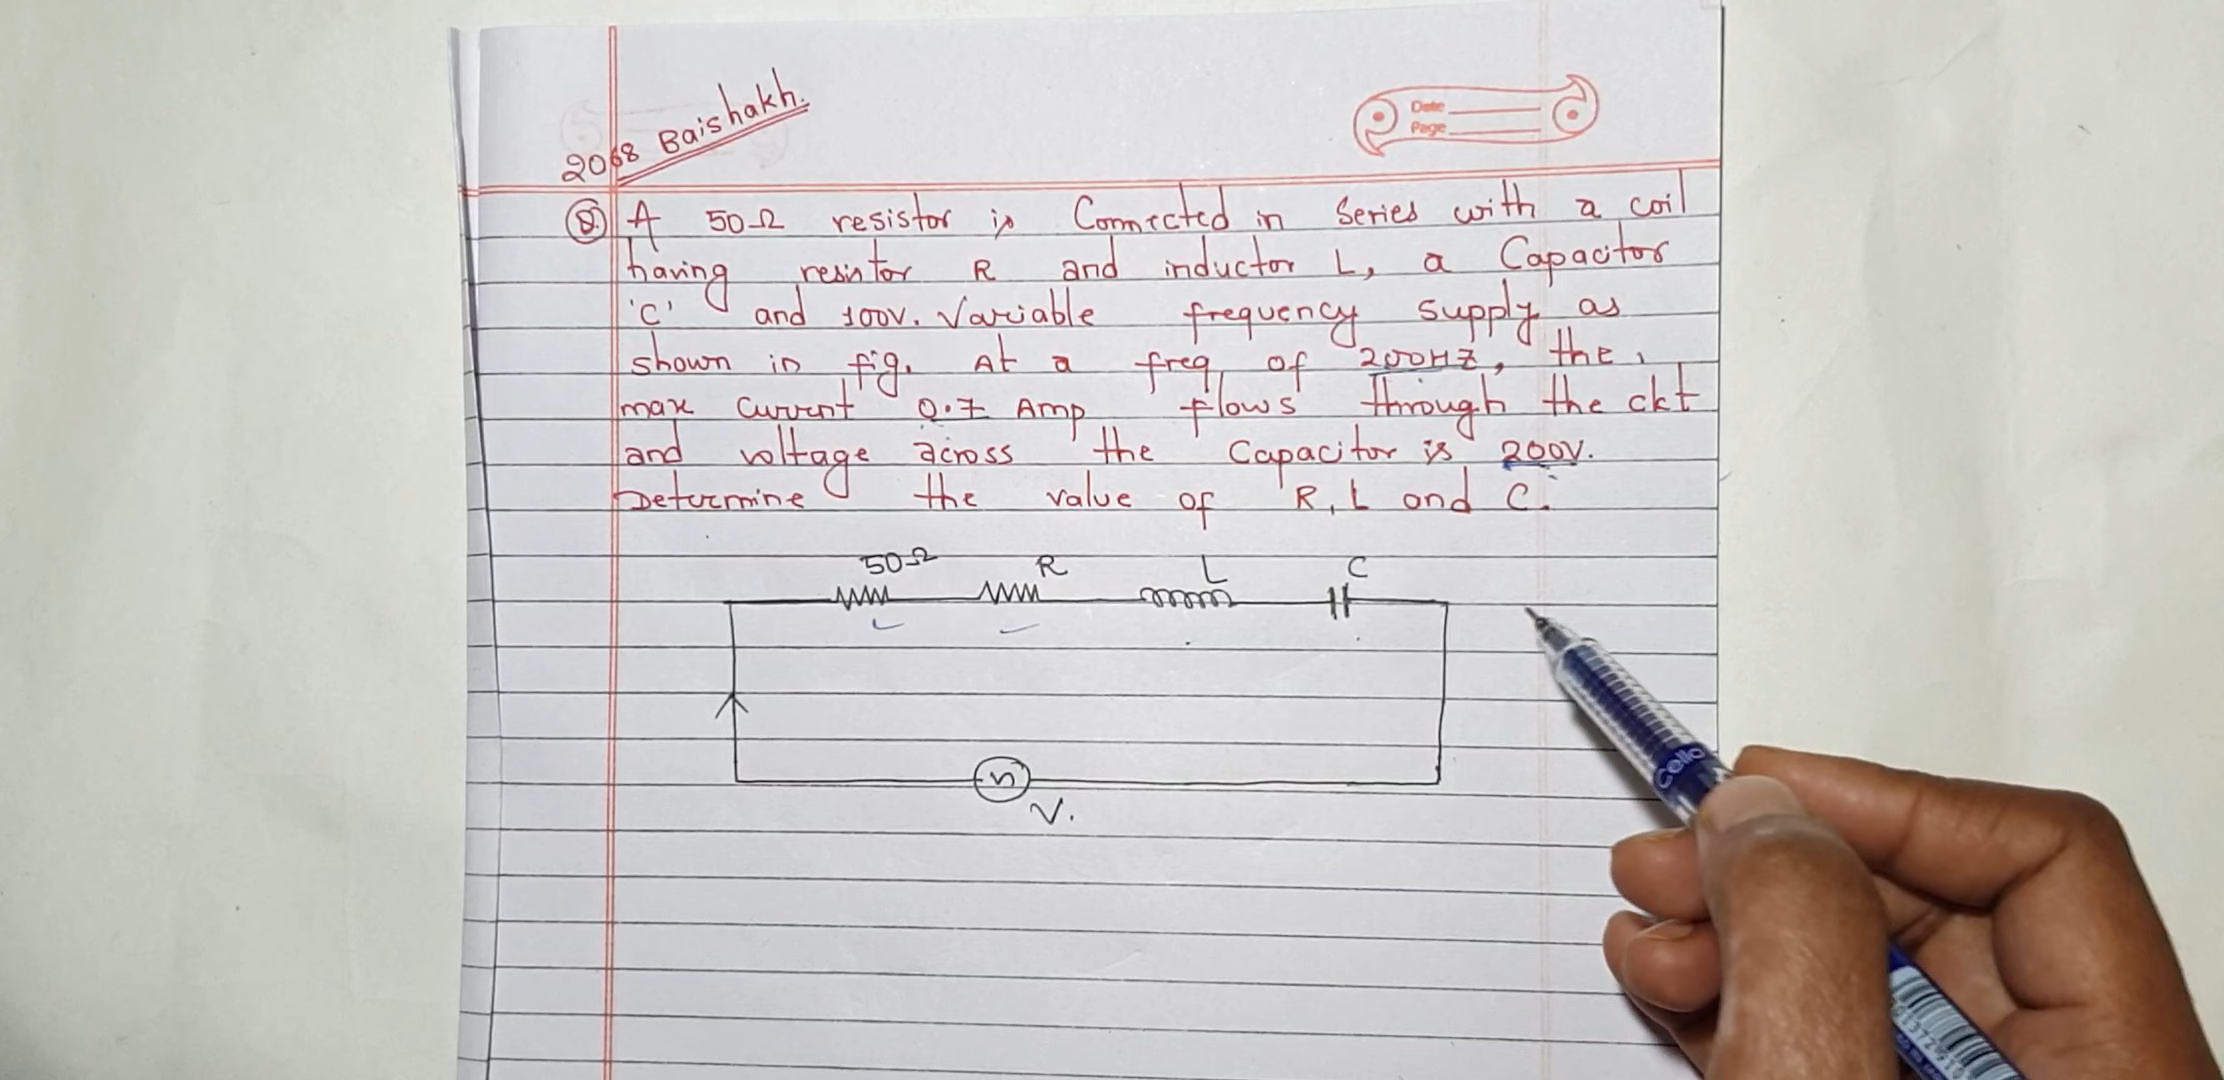 2068 Baishakh.
Date
Page
Q. A 50Ω resistor is Connected in series with a coil
having resistor R and inductor L, a Capacitor
'C' and 100V. Variable frequency supply as
shown in fig. At a freq. of 200HZ, the
max current 0.7 Amp flows through the ckt
and voltage across the Capacitor is 200V.
Determine the value of R, L and C.
50Ω R L C
V.
Cello